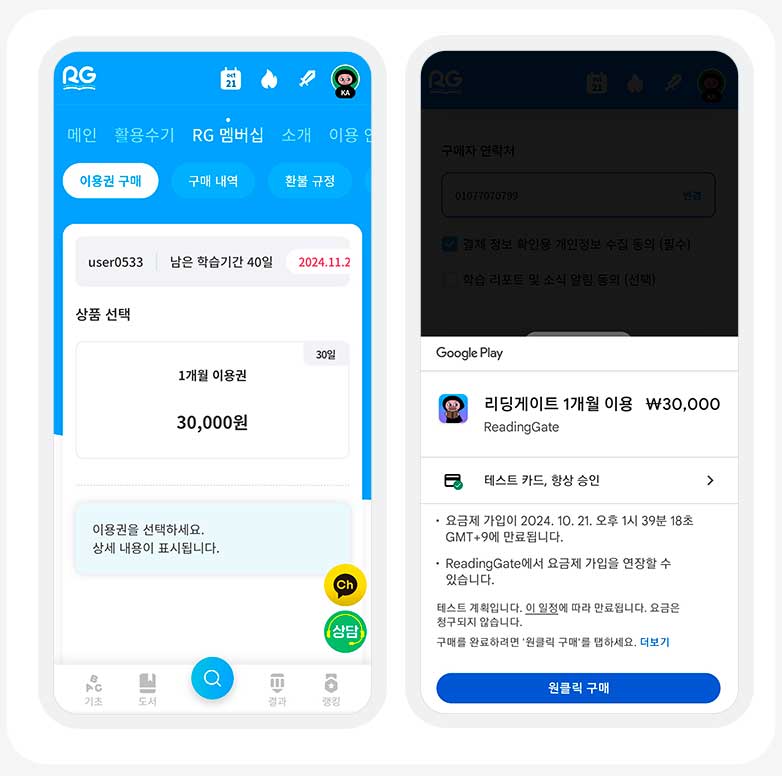 RG
oct
21
KA
메인 활용수기 RG 멤버십 소개 이용 안
이용권 구매 구매 내역 환불 규정
user0533 남은 학습기간 40일 2024.11.2
상품 선택
30일
1개월 이용권
30,000원
이용권을 선택하세요.
상세 내용이 표시됩니다.
Ch
상담
기초 도서 결과 랭킹
RG
oct
21
KA
구매자 연락처
01077070799 변경
결제 정보 확인용 개인정보 수집 동의 (필수)
학습 리포트 및 소식 알림 동의 (선택)
Google Play
리딩게이트 1개월 이용 ₩30,000
ReadingGate
테스트 카드, 항상 승인
• 요금제 가입이 2024. 10. 21. 오후 1시 39분 18초
GMT+9에 만료됩니다.
• ReadingGate에서 요금제 가입을 연장할 수
있습니다.
테스트 계획입니다. 이 일정에 따라 만료됩니다. 요금은
청구되지 않습니다.
구매를 완료하려면 '원클릭 구매'를 탭하세요. 더보기
원클릭 구매